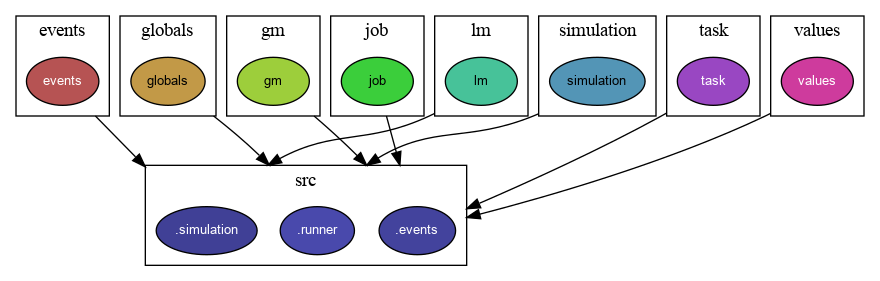 events globals gm job lm simulation task values
events globals gm job lm simulation task values
src
.simulation .runner .events